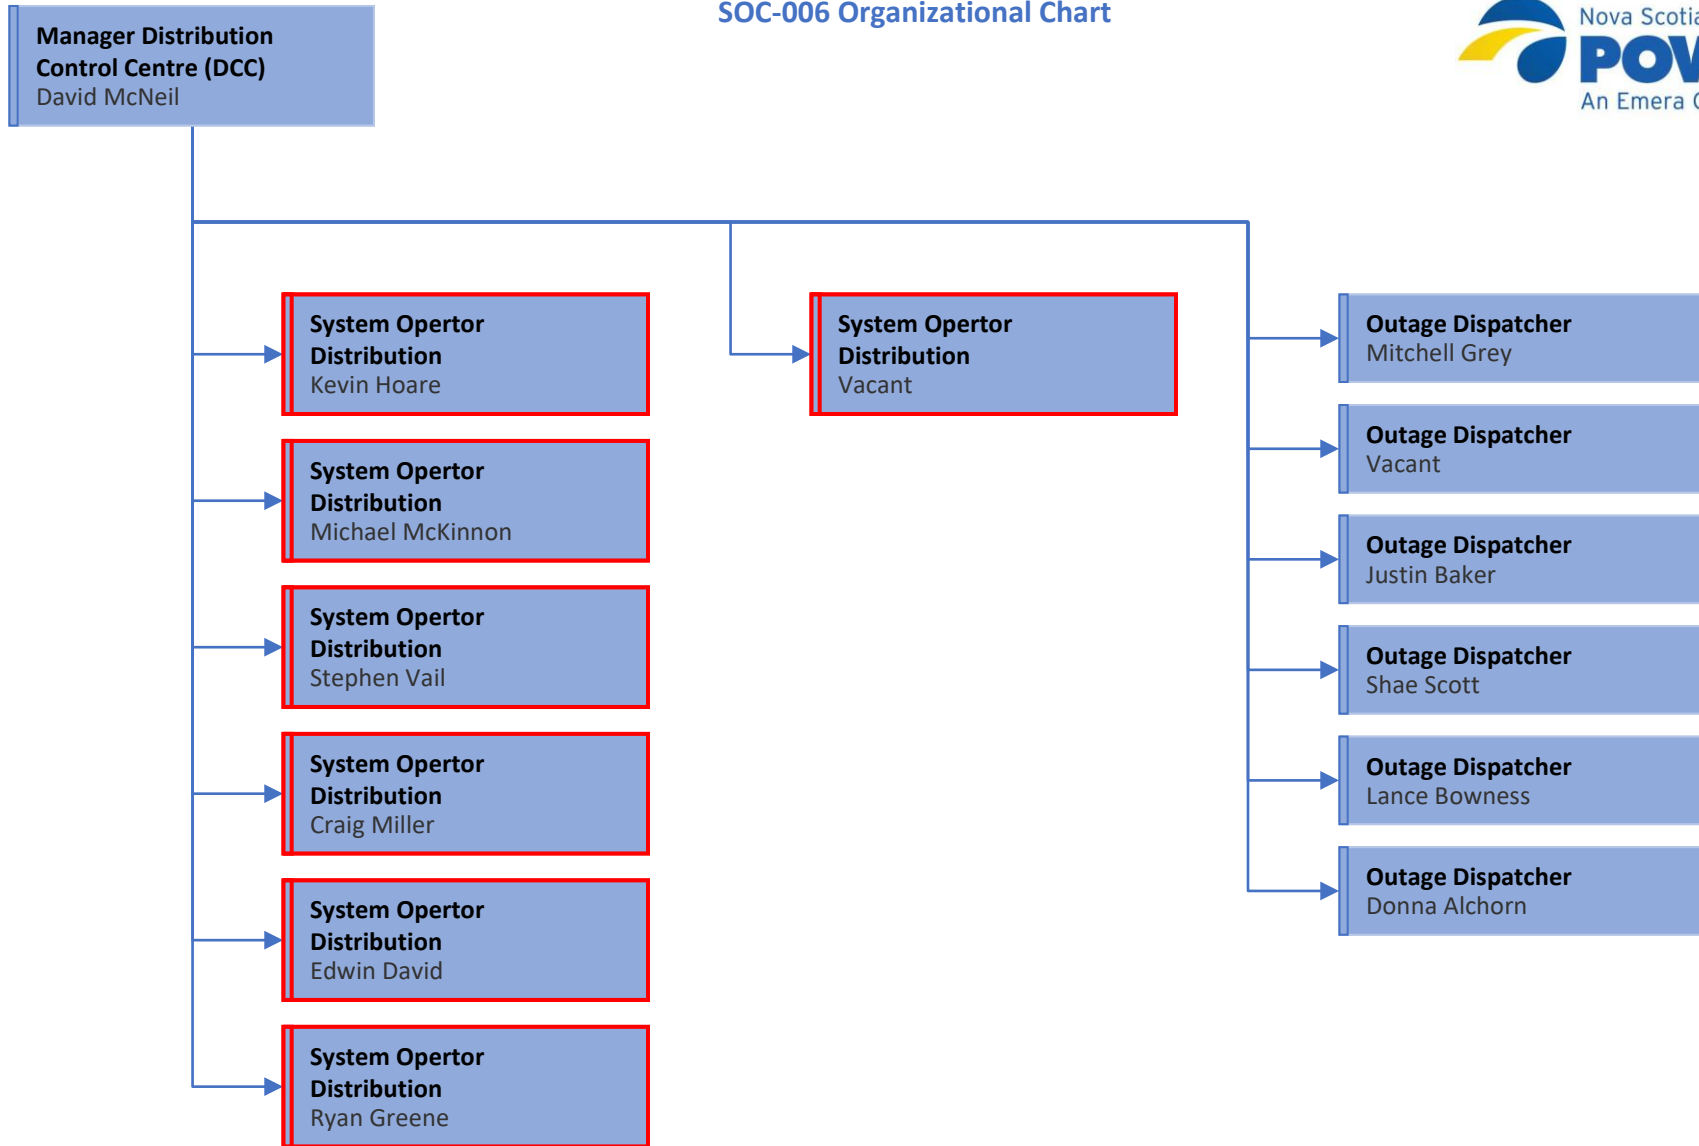 SOC-006 Organizational Chart
Nova Scotia
An Emera
Manager Distribution
Control Centre (DCC)
David McNeil
System Opertor
Distribution
Kevin Hoare
System Opertor
Distribution
Michael McKinnon
System Opertor
Distribution
Stephen Vail
System Opertor
Distribution
Craig Miller
System Opertor
Distribution
Edwin David
System Opertor
Distribution
Ryan Greene
System Opertor
Distribution
Vacant
Outage Dispatcher
Mitchell Grey
Outage Dispatcher
Vacant
Outage Dispatcher
Justin Baker
Outage Dispatcher
Shae Scott
Outage Dispatcher
Lance Bowness
Outage Dispatcher
Donna Alchorn